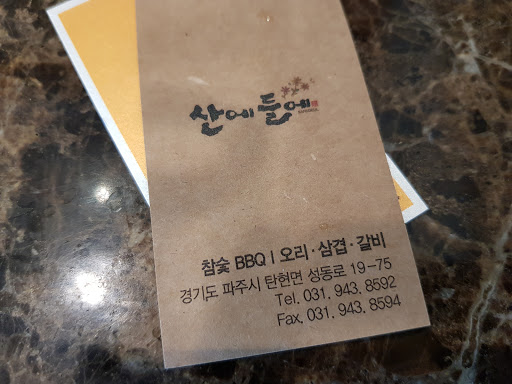 산에들에
참숯 BBQ | 오리·삼겹·갈비
경기도 파주시 탄현면 성동로 19-75
Tel. 031. 943. 8592
Fax. 031. 943. 8594